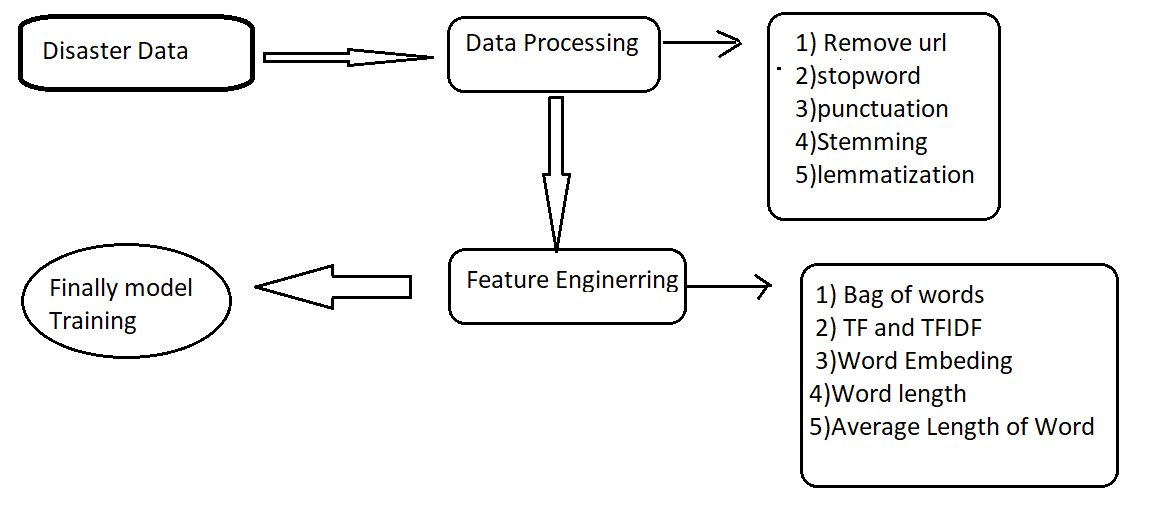 Disaster Data
Data Processing
1) Remove url
2)stopword
3)punctuation
4)Stemming
5)lemmatization
Feature Enginerring
1) Bag of words
2) TF and TFIDF
3)Word Embeding
4)Word length
5)Average Length of Word
Finally model
Training